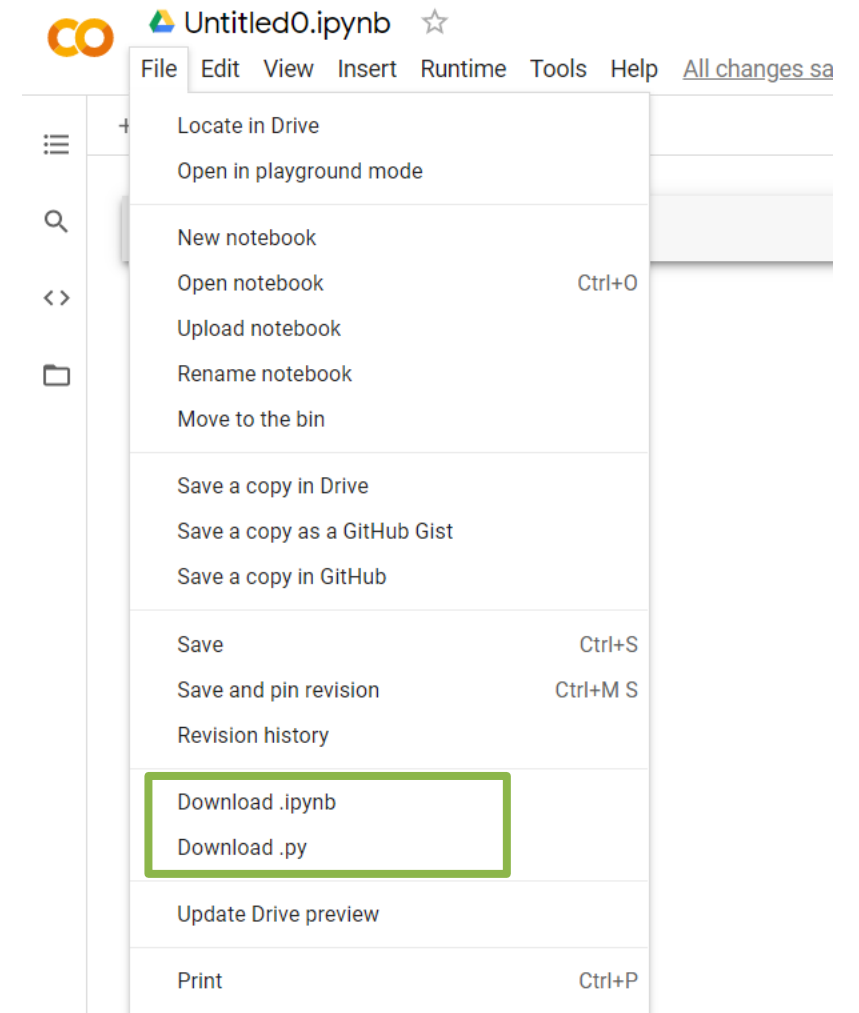 Untitled0.ipynb
File Edit View Insert Runtime Tools Help All changes sa
+
Locate in Drive
Open in playground mode
New notebook
Open notebook Ctrl+O
Upload notebook
Rename notebook
Move to the bin
Save a copy in Drive
Save a copy as a GitHub Gist
Save a copy in GitHub
Save Ctrl+S
Save and pin revision Ctrl+M S
Revision history
Download .ipynb
Download .py
Update Drive preview
Print Ctrl+P